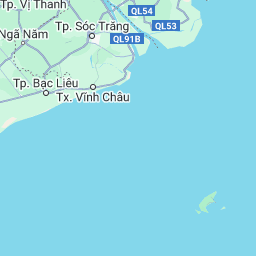 Tp. Vị Thanh
QL54
Tp. Sóc Trăng
QL53
Ngã Năm
QL91B
Tp. Bạc Liêu
Tx. Vĩnh Châu